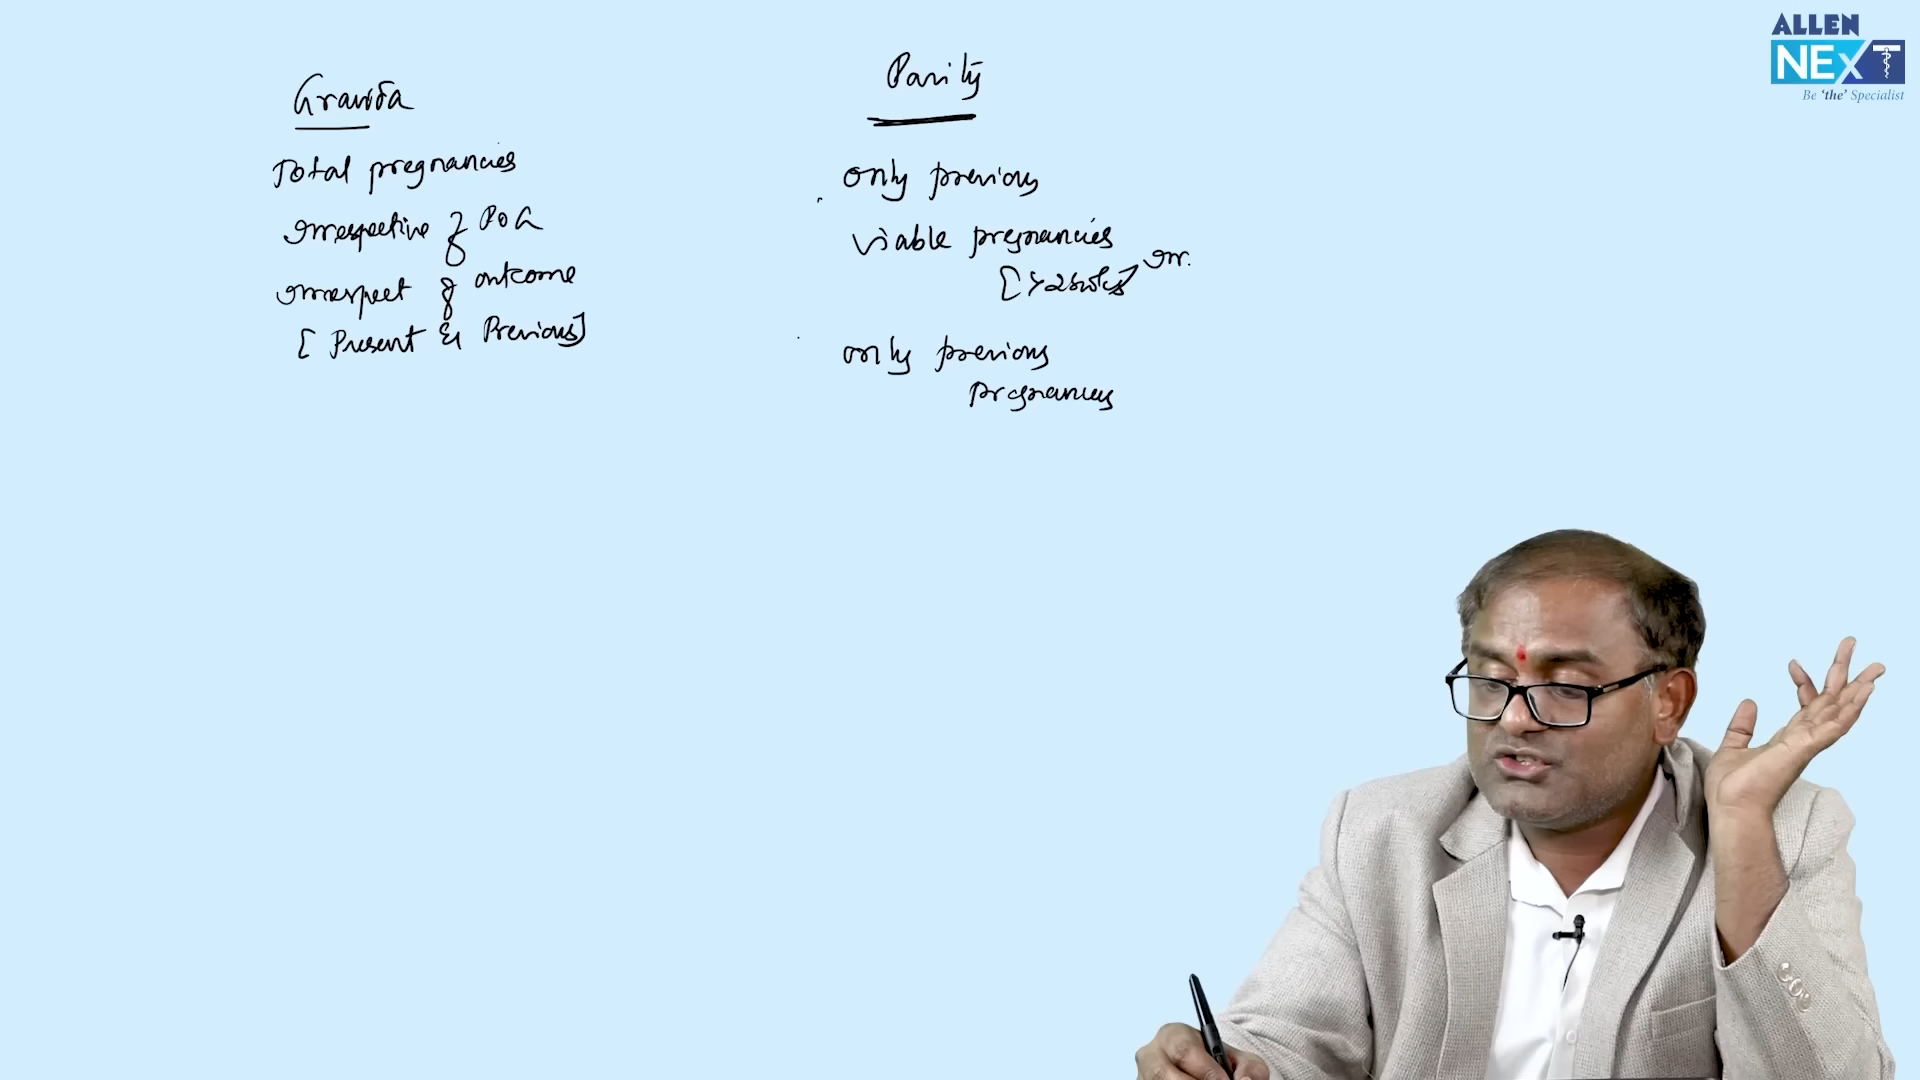 Gravida
Total pregnancies
Irrespective of POG
Irrespect of outcome
[ Present & Previous]
Parity
only previous
viable pregnancies
[>28wks]
only previous
pregnancies
ALLEN
NEXT
Be 'the' Specialist